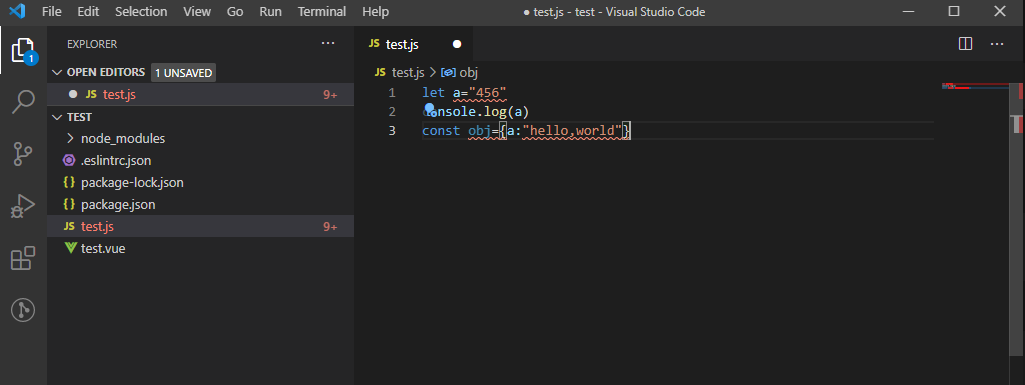 File Edit Selection View Go Run Terminal Help ● test.js - test - Visual Studio Code
EXPLORER ···
OPEN EDITORS 1 UNSAVED
● JS test.js 9+
TEST
node_modules
.eslintrc.json
{} package-lock.json
{} package.json
JS test.js 9+
test.vue
1
JS test.js ●
JS test.js > obj
1 let a="456"
2 onsole.log(a)
3 const obj={a:"hello,world"}